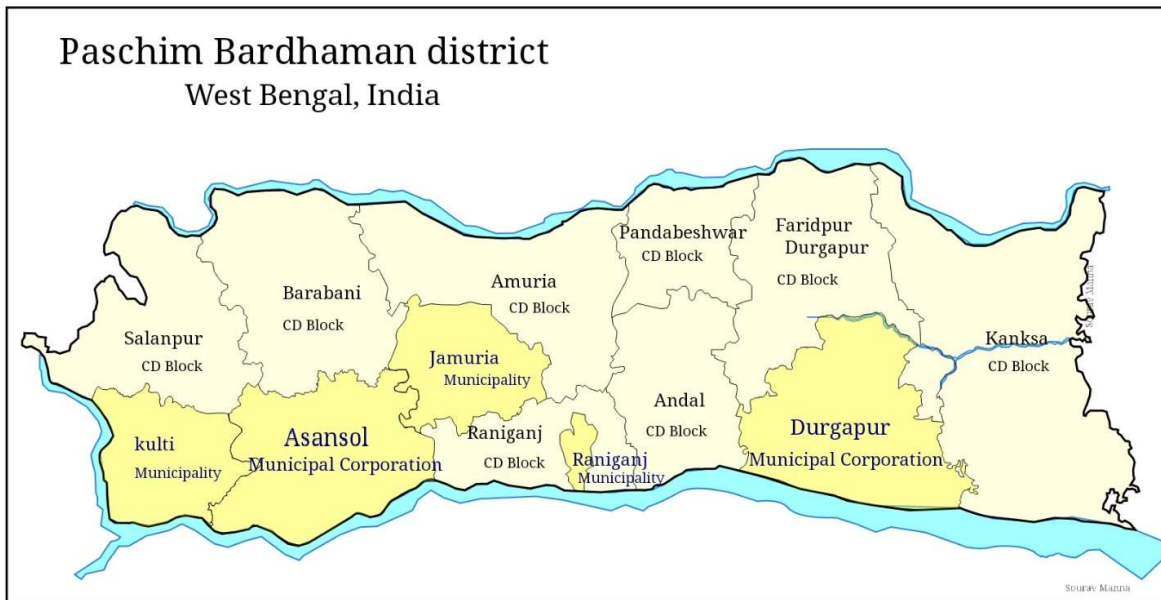 Paschim Bardhaman district
West Bengal, India
Salanpur
CD Block
Barabani
CD Block
Amuria
CD Block
Pandabeshwar
CD Block
Faridpur
Durgapur
CD Block
Kanksa
CD Block
Jamuria
Municipality
Andal
CD Block
kulti
Municipality
Asansol
Municipal Corporation
Raniganj
CD Block
Raniganj
Municipality
Durgapur
Municipal Corporation
Sourav Manna
Sourav Manna